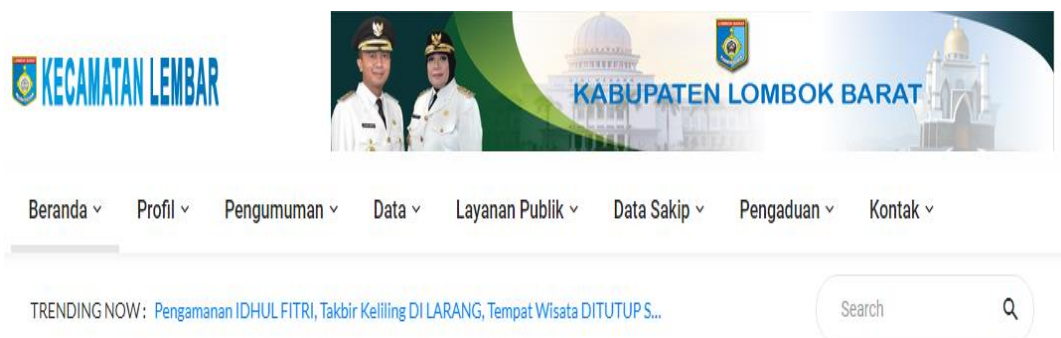 KECAMATAN LEMBAR
KABUPATEN LOMBOK BARAT
Beranda Profil Pengumuman Data Layanan Publik Data Sakip Pengaduan Kontak
TRENDING NOW: Pengamanan IDHUL FITRI, Takbir Keliling DI LARANG, Tempat Wisata DITUTUP S...
Search